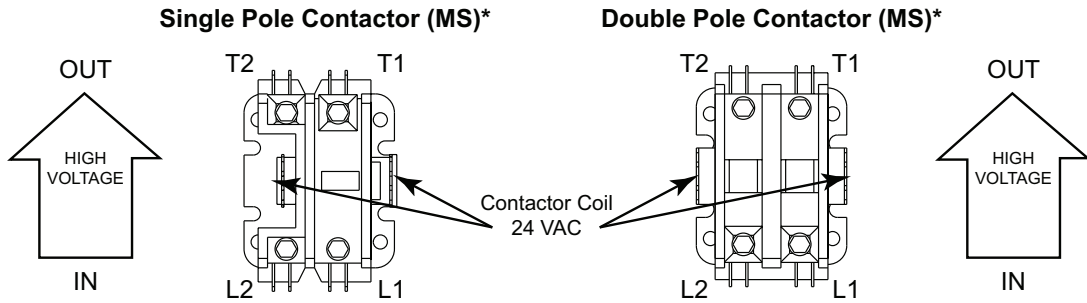 Single Pole Contactor (MS)*
Double Pole Contactor (MS)*
OUT
HIGH
VOLTAGE
IN
T2
T1
L2
L1
Contactor Coil
24 VAC
T2
T1
L2
L1
OUT
HIGH
VOLTAGE
IN